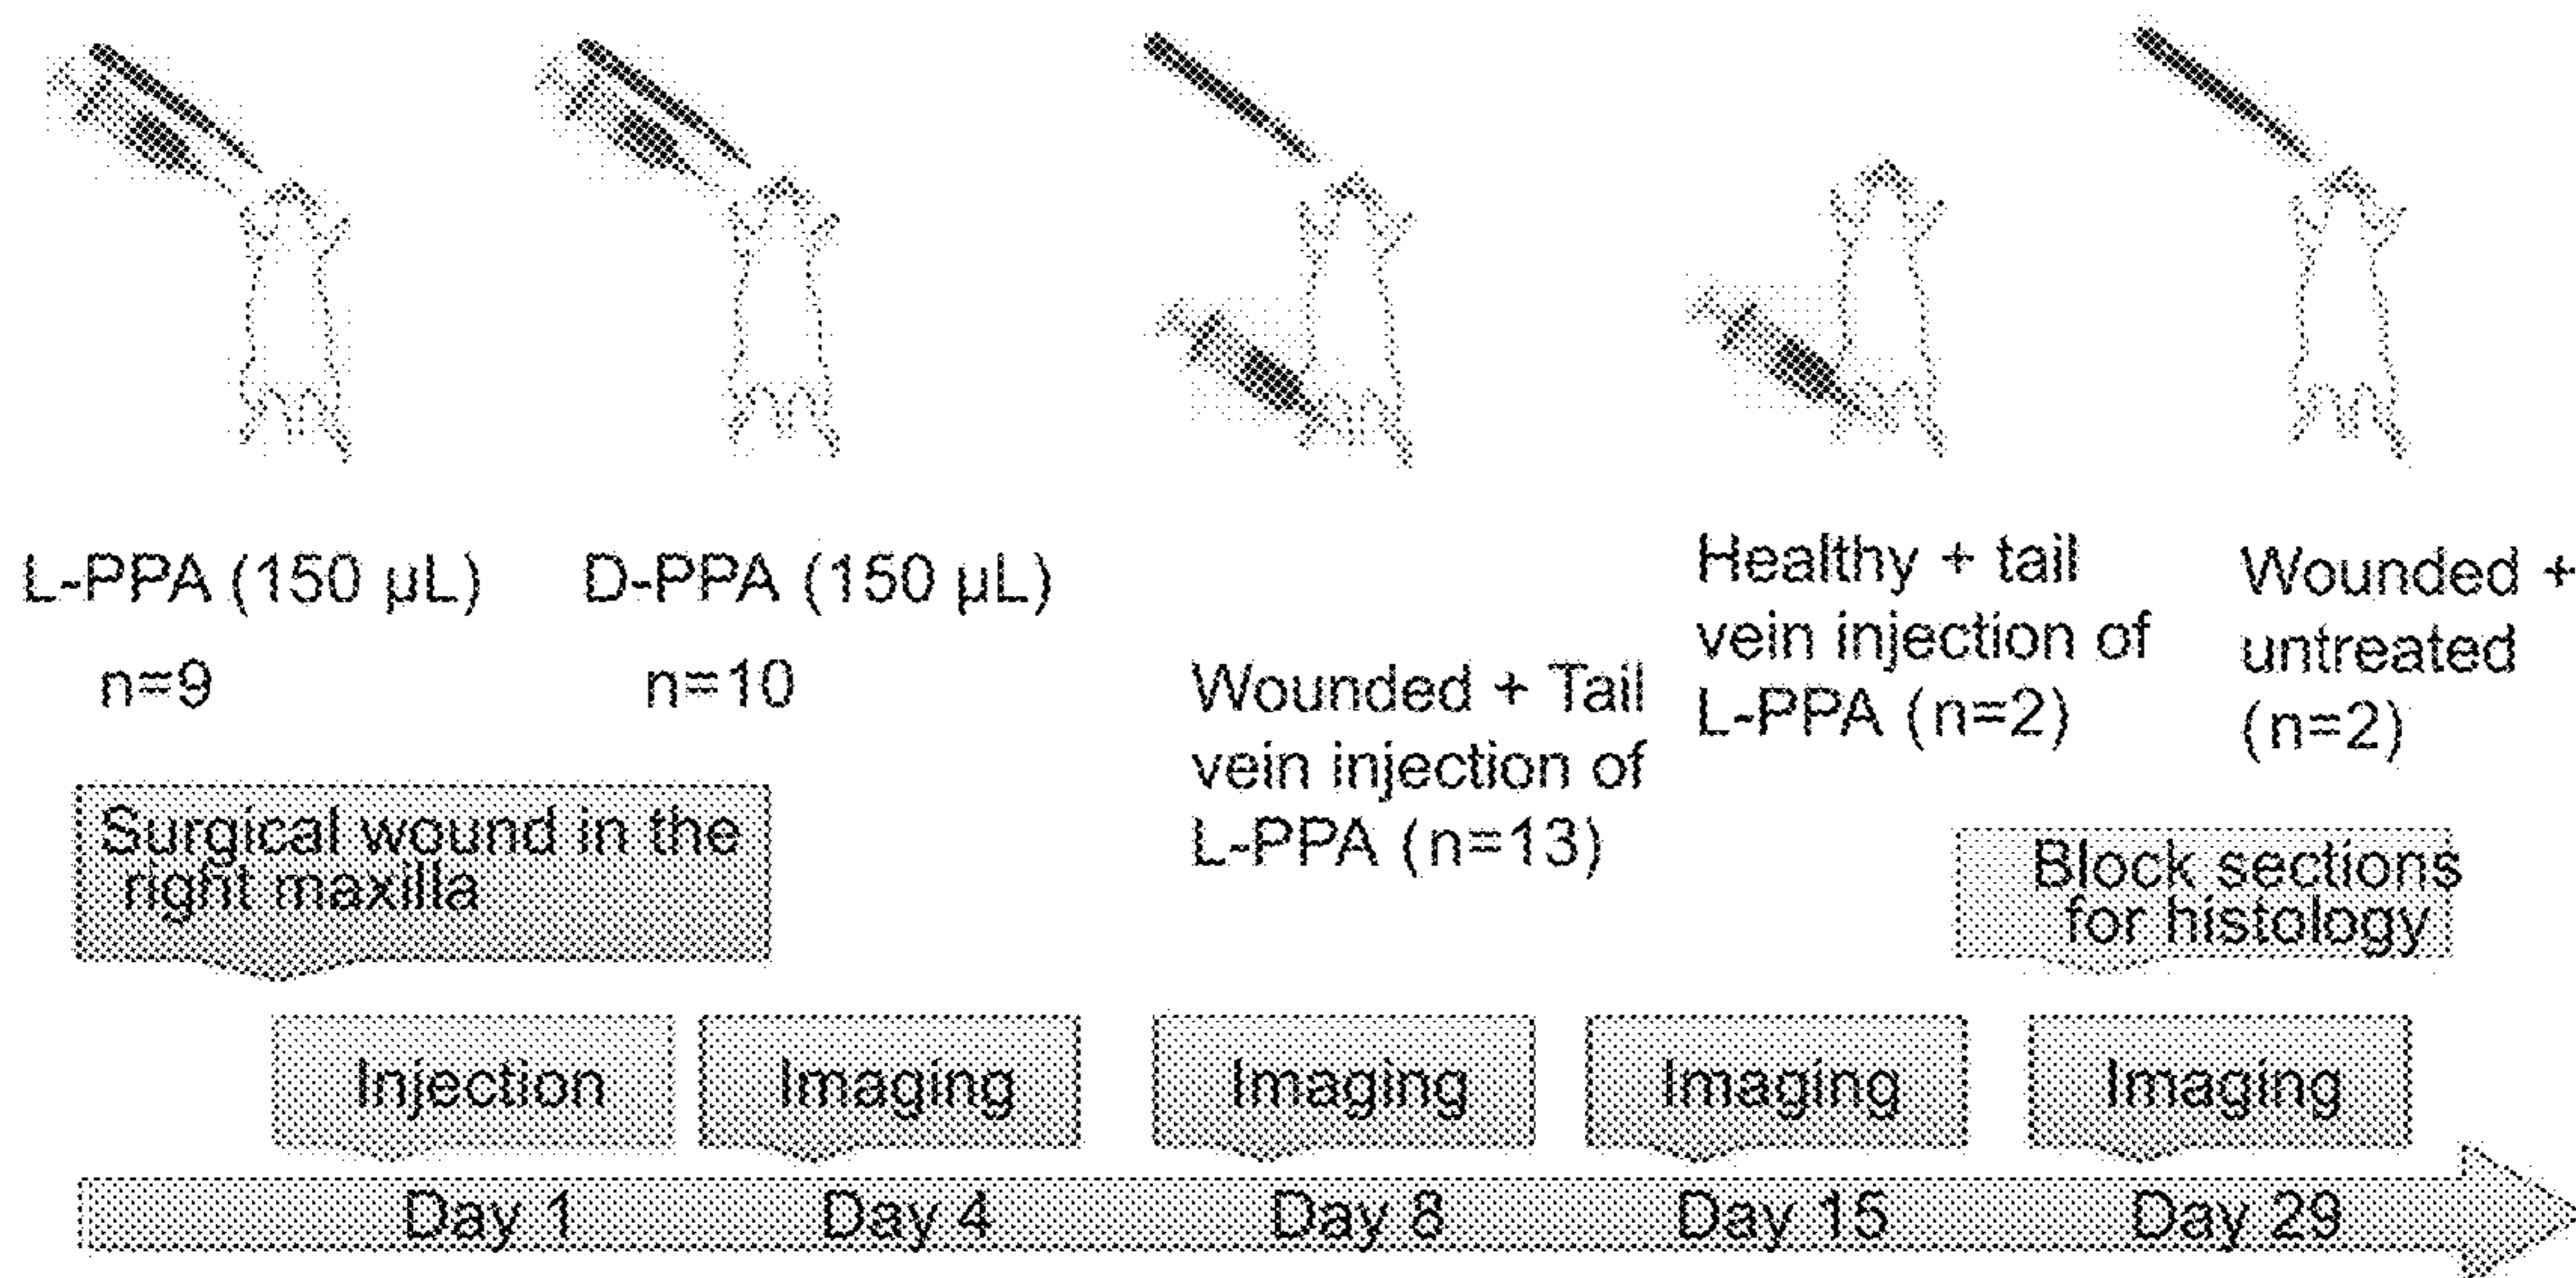 L-PPA (150 µL)
n=9
D-PPA (150 µL)
n=10
Wounded + Tail
vein injection of
L-PPA (n=13)
Healthy + tail
vein injection of
L-PPA (n=2)
Wounded +
untreated
(n=2)
Surgical wound in the
right maxilla
Block sections
for histology
Injection
Imaging
Imaging
Imaging
Imaging
Day 1
Day 4
Day 8
Day 15
Day 29